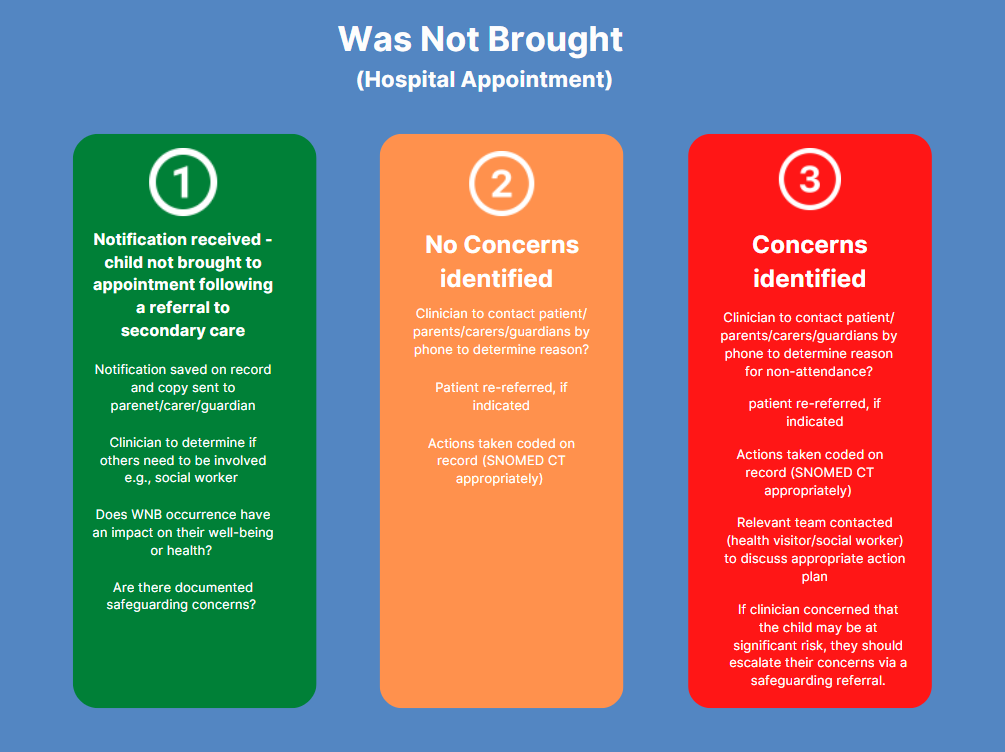 Was Not Brought
(Hospital Appointment)
1
Notification received -
child not brought to
appointment following
a referral to
secondary care
Notification saved on record
and copy sent to
parenet/carer/guardian
Clinician to determine if
others need to be involved
e.g., social worker
Does WNB occurrence have
an impact on their well-being
or health?
Are there documented
safeguarding concerns?
2
No Concerns
identified
Clinician to contact patient/
parents/carers/guardians by
phone to determine reason?
Patient re-referred, if
indicated
Actions taken coded on
record (SNOMED CT
appropriately)
3
Concerns
identified
Clinician to contact patient/
parents/carers/guardians by
phone to determine reason
for non-attendance?
patient re-referred, if
indicated
Actions taken coded on
record (SNOMED CT
appropriately)
Relevant team contacted
(health visitor/social worker)
to discuss appropriate action
plan
If clinician concerned that
the child may be at
significant risk, they should
escalate their concerns via a
safeguarding referral.